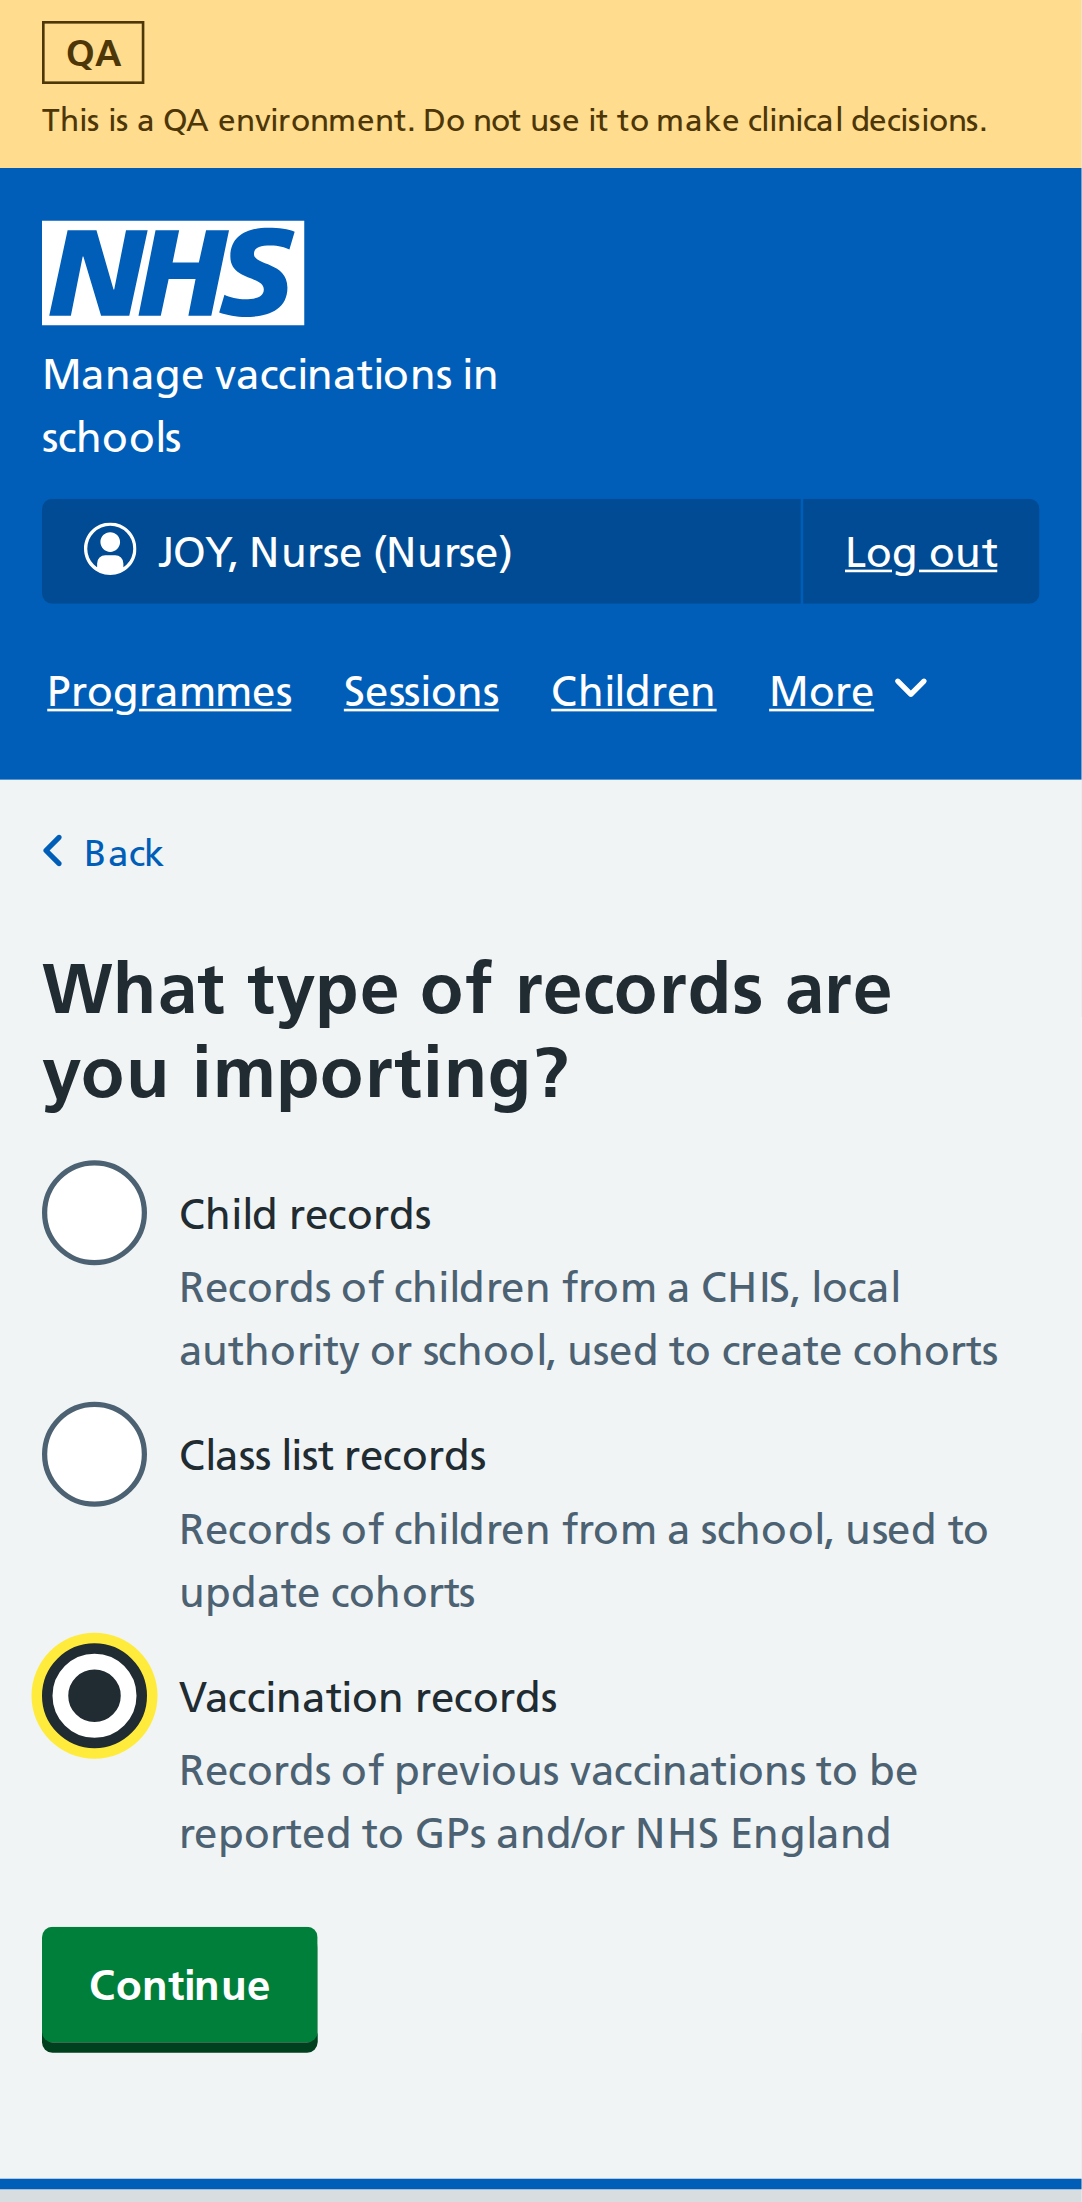 QA
This is a QA environment. Do not use it to make clinical decisions.
NHS
Manage vaccinations in
schools
JOY, Nurse (Nurse)
Log out
Programmes Sessions Children More
Back
What type of records are
you importing?
Child records
Records of children from a CHIS, local
authority or school, used to create cohorts
Class list records
Records of children from a school, used to
update cohorts
Vaccination records
Records of previous vaccinations to be
reported to GPs and/or NHS England
Continue